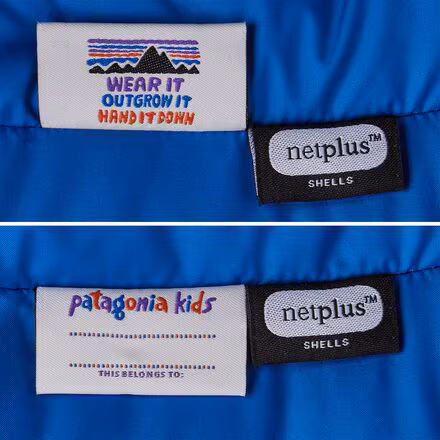 WEAR IT
OUTGROW IT
HAND IT DOWN
netplus™
SHELLS
patagonia kids
THIS BELONGS TO:
netplus™
SHELLS